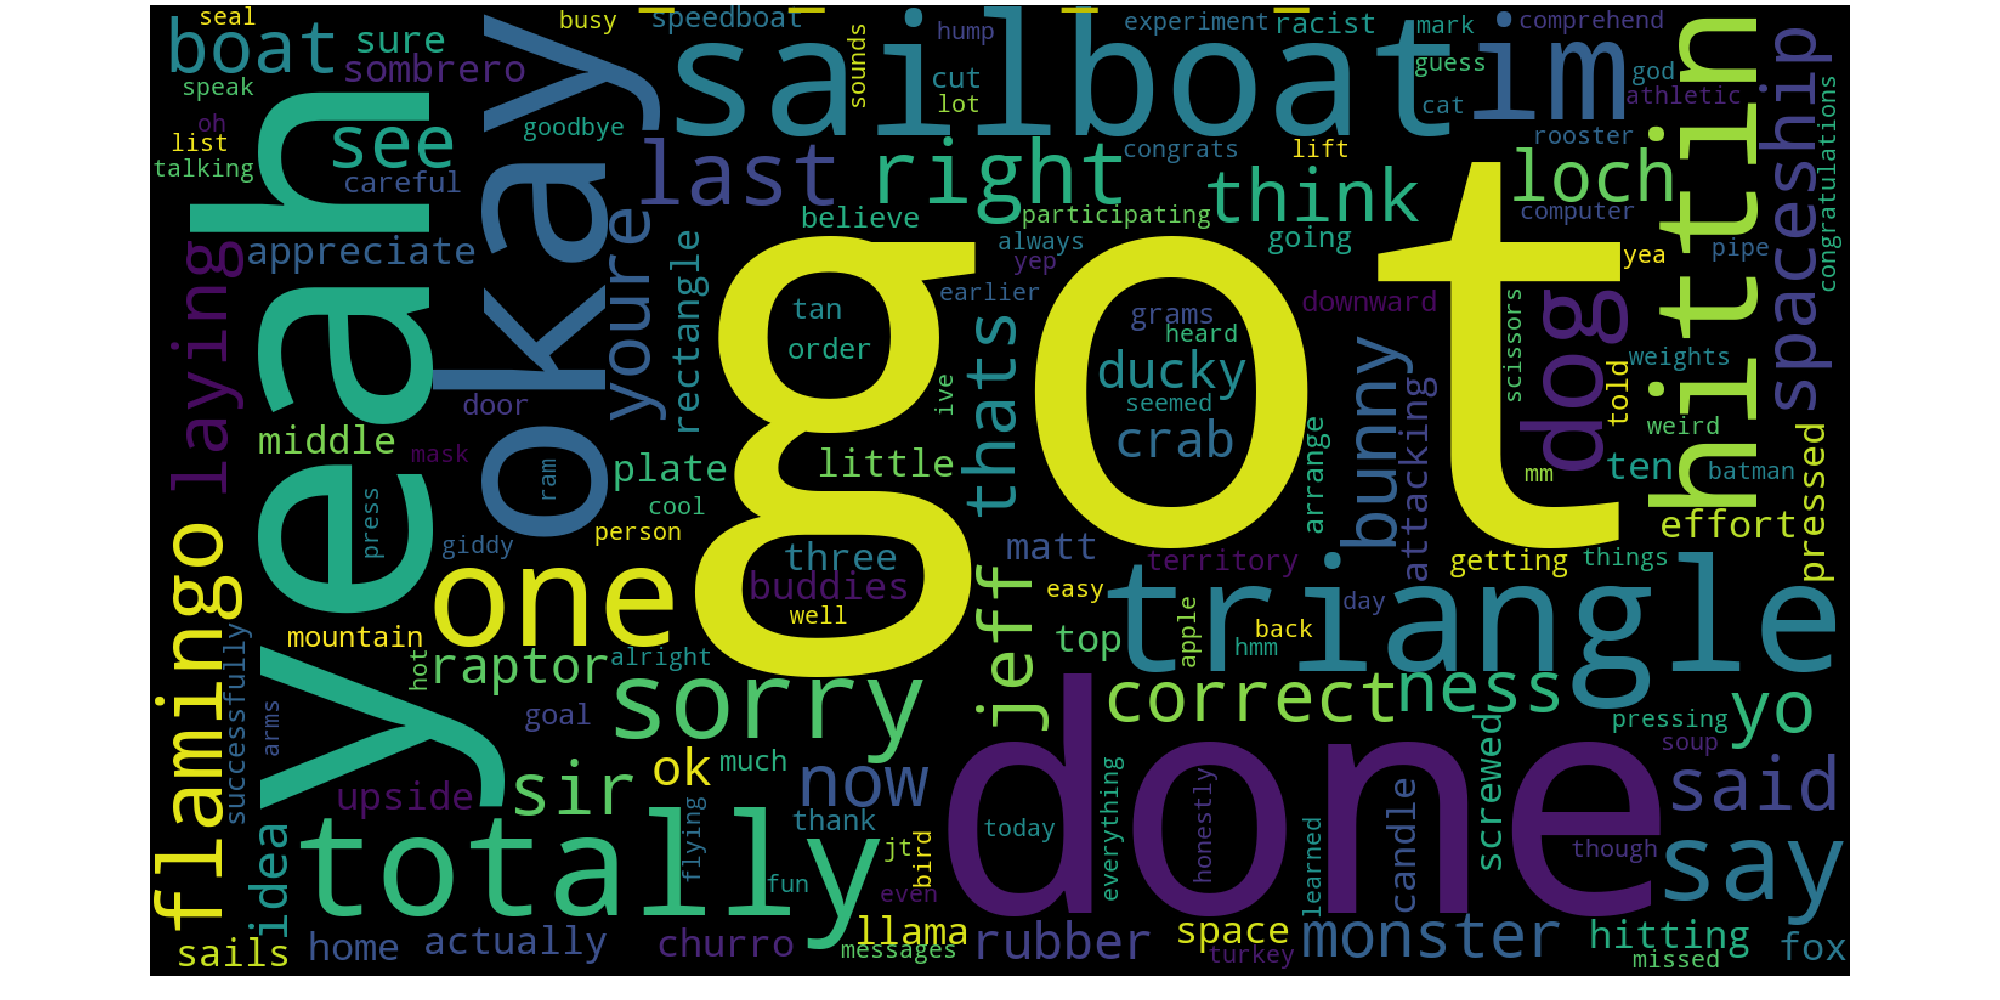 seal
busy
speedboat
experiment
racist
mark
comprehend
boat
sure
sombrero
okay
sailboat
sounds
hump
cut
lot
guess
cat
im
god
athletic
hittin
spaceship
congratulations
speak
oh
list
talking
see
careful
yeah
goodbye
last
right
congrats
lift
think
rooster
loch
computer
pipe
laying
appreciate
youre
rectangle
believe
participating
always
yep
going
yea
earlier
got
tan
order
grams
heard
downward
scissors
dog
weights
told
weird
door
middle
mask
press
ram
plate
cool
person
little
ive
thats
ducky
seemed
crab
arrange
bunny
attacking
mm
ten
batman
effort
pressed
flamingo
giddy
one
three
buddies
well
matt
jeff
easy
territory
getting
things
triangle
day
mountain
successfully
arms
hot
raptor
alright
sorry
goal
top
apple
back
hmm
correct
ness
screwed
pressing
soup
yo
upside
sir
ok
much
now
done
said
idea
totally
flying
thank
jt
bird
fun
even
today
everything
honestly
learned
candle
though
say
sails
home
actually
churro
llama
messages
rubber
space
turkey
monster
hitting
missed
fox